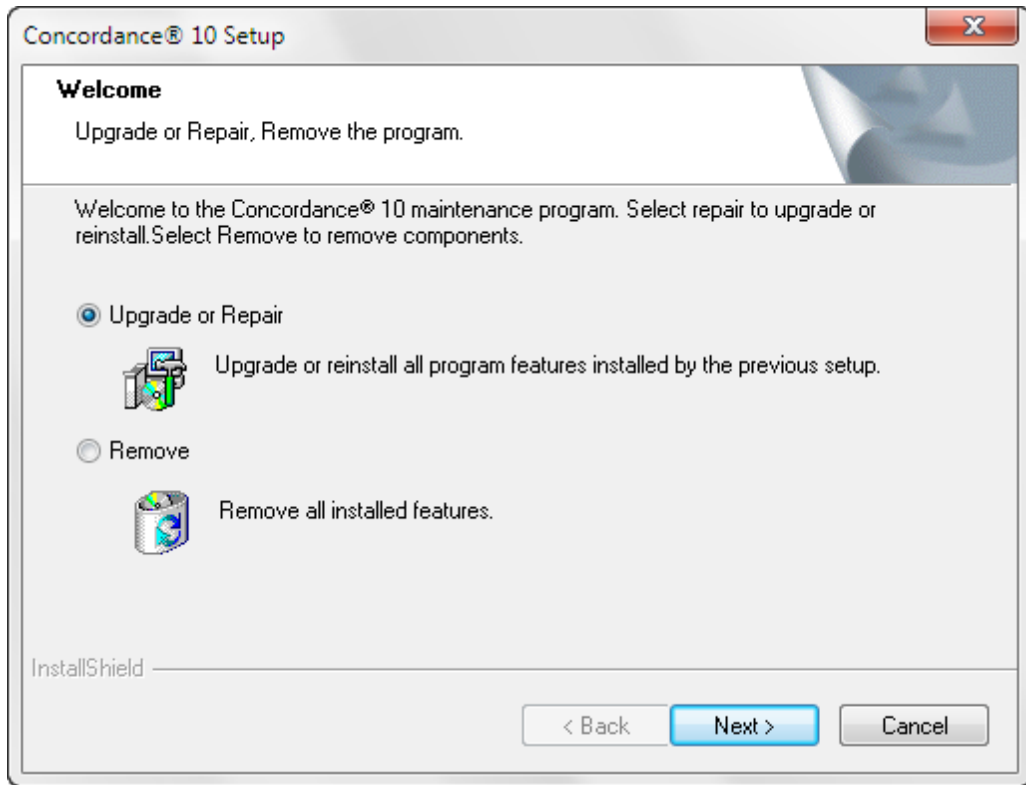 Concordance® 10 Setup
Welcome
Upgrade or Repair, Remove the program.
Welcome to the Concordance® 10 maintenance program. Select repair to upgrade or
reinstall.Select Remove to remove components.
Upgrade or Repair
Upgrade or reinstall all program features installed by the previous setup.
Remove
Remove all installed features.
InstallShield
< Back Next > Cancel